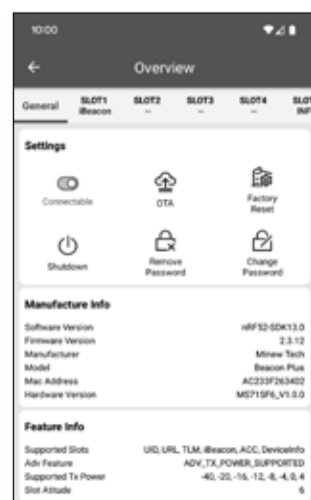 10:00
Overview
General SLOT1 SLOT2 SLOT3 SLOT4
iBeacon -- -- --
Settings
Connectable OTA Factory Reset
Shutdown Remove Password Change Password
Manufacture Info
Software Version nRF52-SDK13.0
Firmware Version 2.3.12
Manufacturer Minew Tech
Model Beacon Plus
Mac Address AC233F263402
Hardware Version MS71SF6_V1.0.0
Feature Info
Supported Slots UID, URL, TLM, iBeacon, ACC, DeviceInfo
Adv Feature ADV_TX_POWER_SUPPORTED
Supported Tx Power -40, -20, -16, -12, -8, -4, 0, 4
Slot Atitude 6